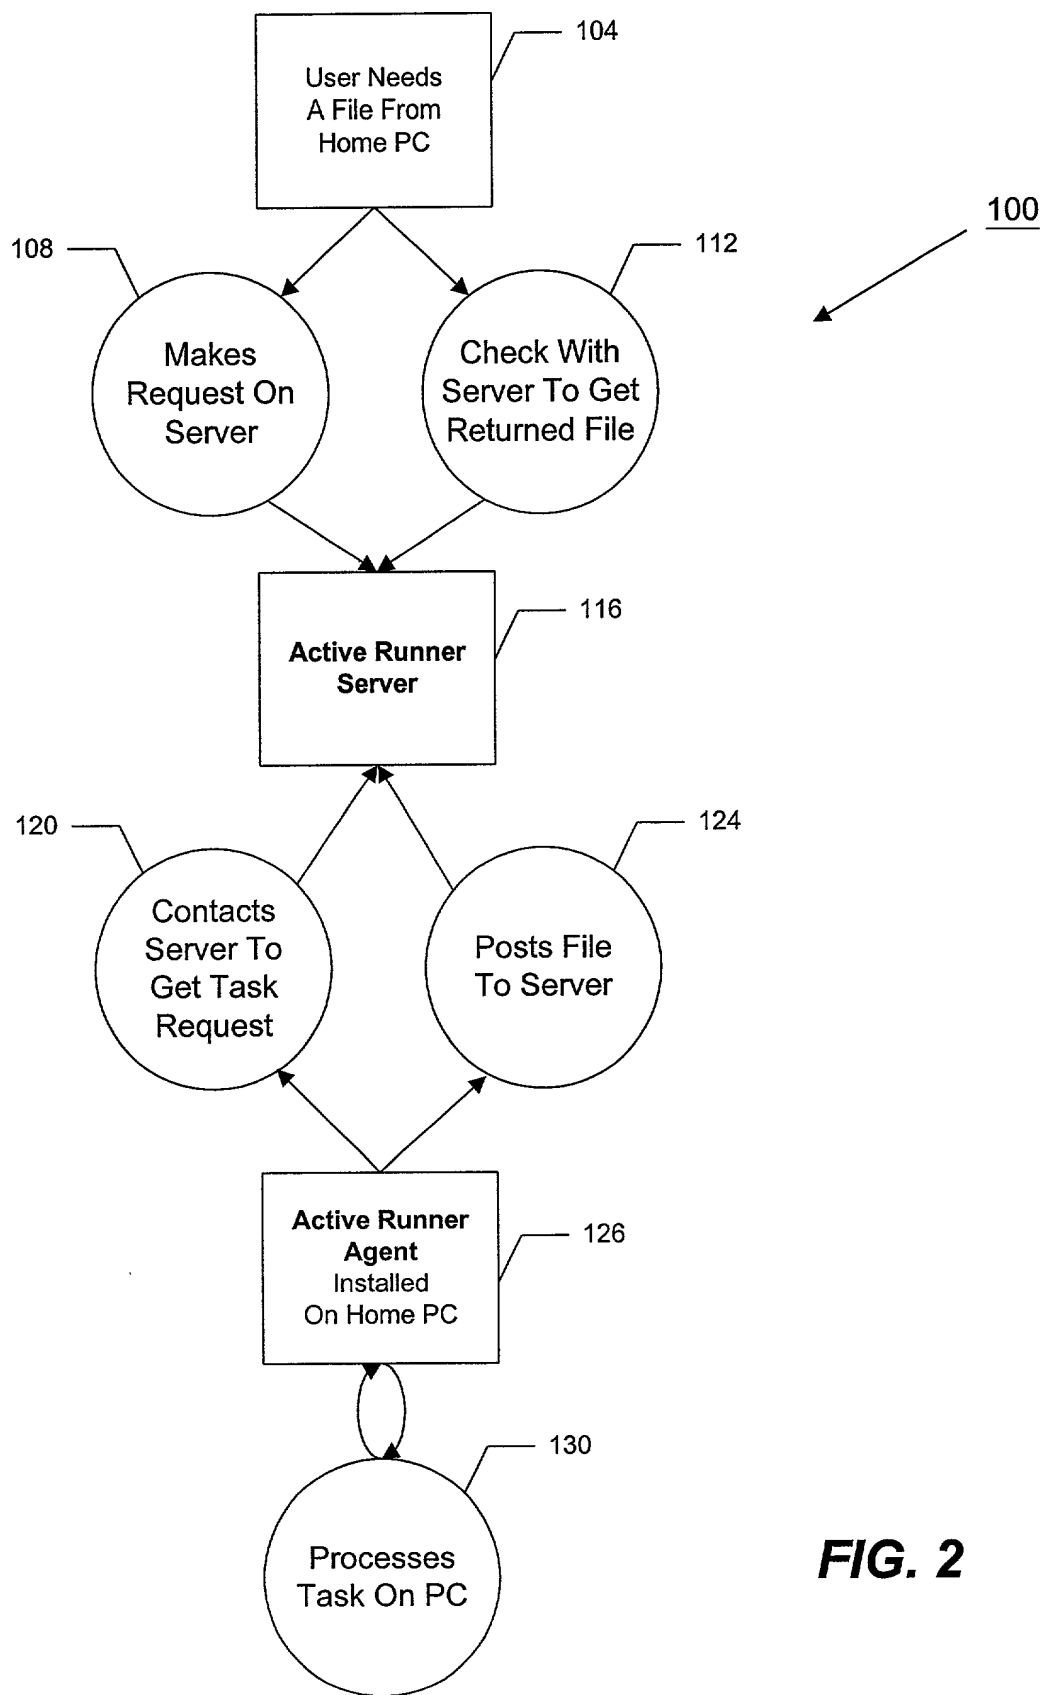 104
User Needs
A File From
Home PC
100
108
112
Makes
Request On
Server
Check With
Server To Get
Returned File
116
Active Runner
Server
120
124
Contacts
Server To
Get Task
Request
Posts File
To Server
Active Runner
Agent
Installed
On Home PC
126
130
Processes
Task On PC
FIG. 2